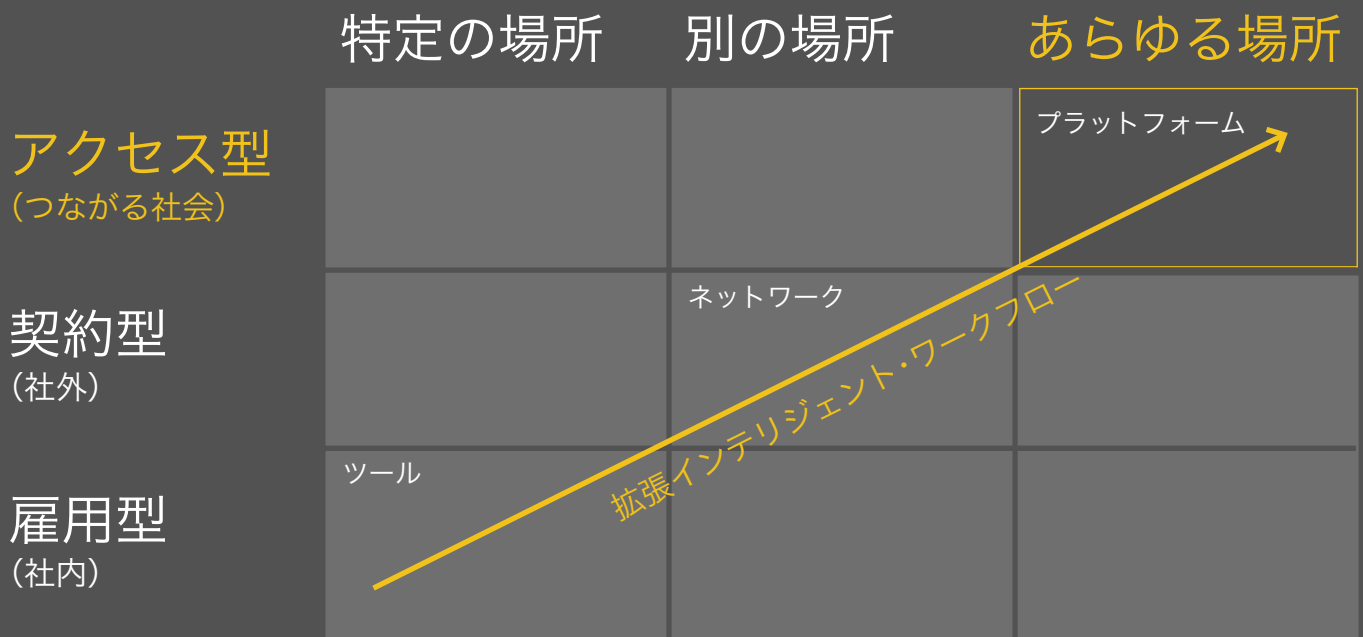 特定の場所
別の場所
あらゆる場所
アクセス型
(つながる社会)
プラットフォーム
契約型
(社外)
ネットワーク
拡張インテリジェント・ワークフロー
雇用型
(社内)
ツール